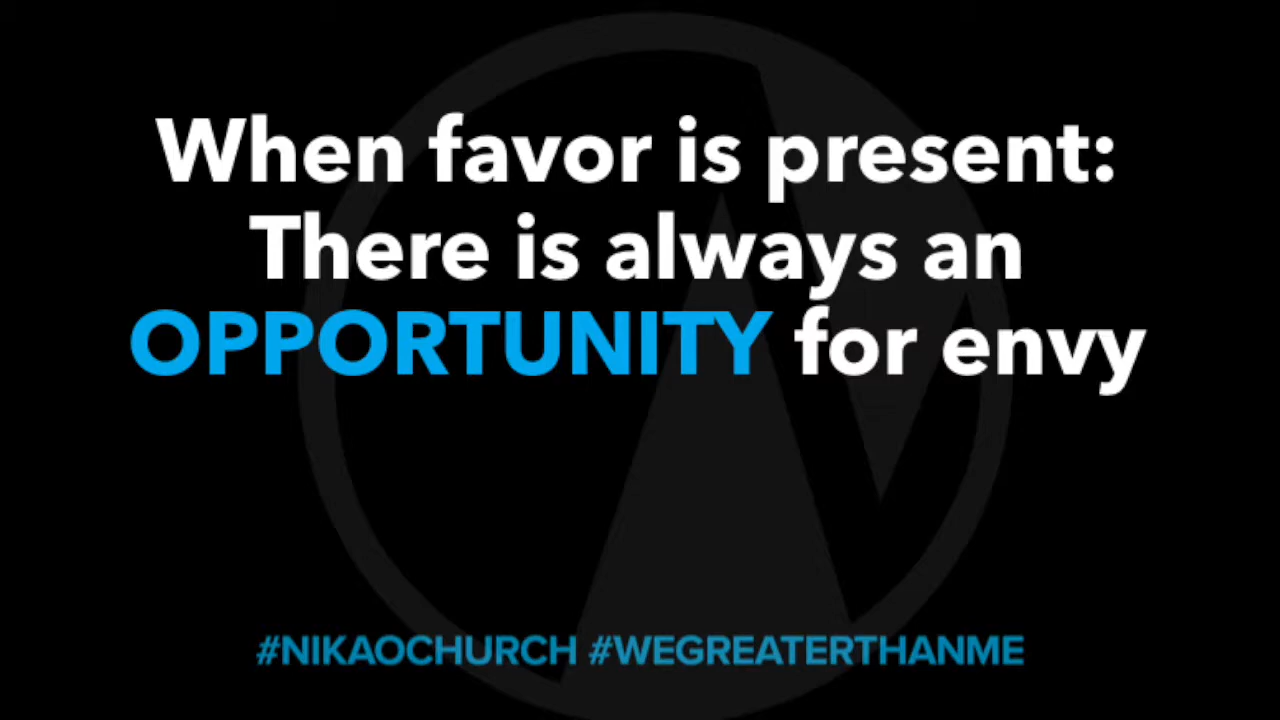 When favor is present:
There is always an
OPPORTUNITY for envy
#NIKAOCHURCH #WEGREATERTHANME